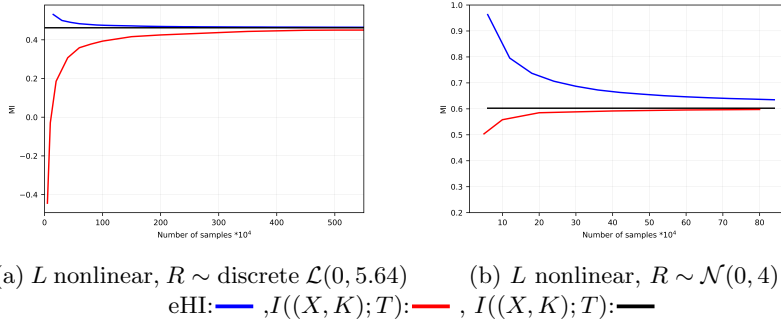 MI
0.4
0.2
0.0
−0.2
−0.4
0 100 200 300 400 500
Number of samples *10⁴
MI
1.0
0.9
0.8
0.7
0.6
0.5
0.4
0.3
0.2
10 20 30 40 50 60 70 80
Number of samples *10⁴
a) L nonlinear, R ∼ discrete ℒ(0, 5.64)
(b) L nonlinear, R ∼ 𝒩(0, 4)
eHI: ,I((X, K); T): , I((X, K); T):